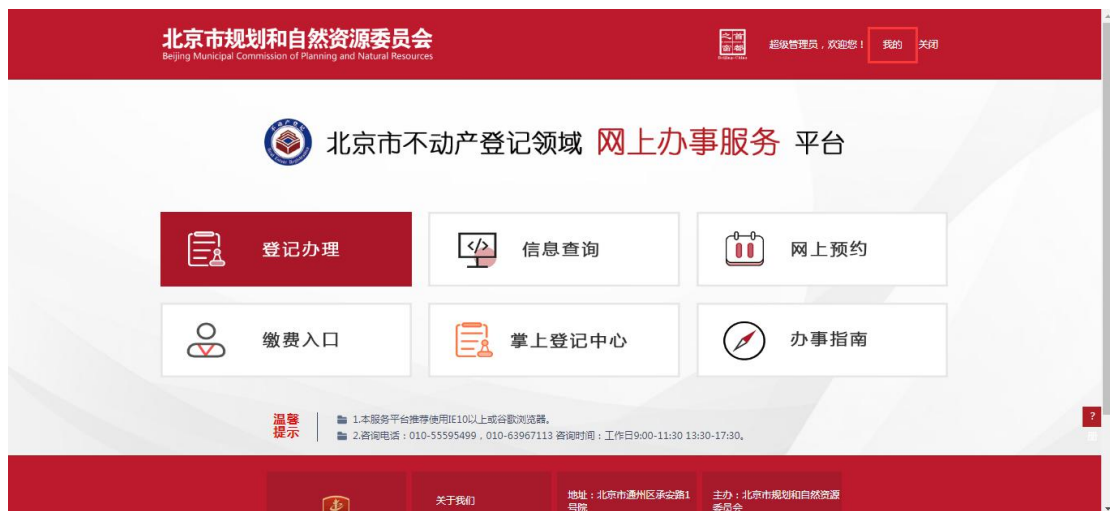 北京市规划和自然资源委员会
Beijing Municipal Commission of Planning and Natural Resources
首都之窗
超级管理员，欢迎您！ 我的 关闭
北京市不动产登记领域 网上办事服务 平台
登记办理
信息查询
网上预约
缴费入口
掌上登记中心
办事指南
温馨提示
1.本服务平台推荐使用IE10以上或谷歌浏览器。
2.咨询电话：010-55595499，010-63967113 咨询时间：工作日9:00-11:30 13:30-17:30。
?
关于我们
地址：北京市通州区承安路1
号院
主办：北京市规划和自然资源
委员会